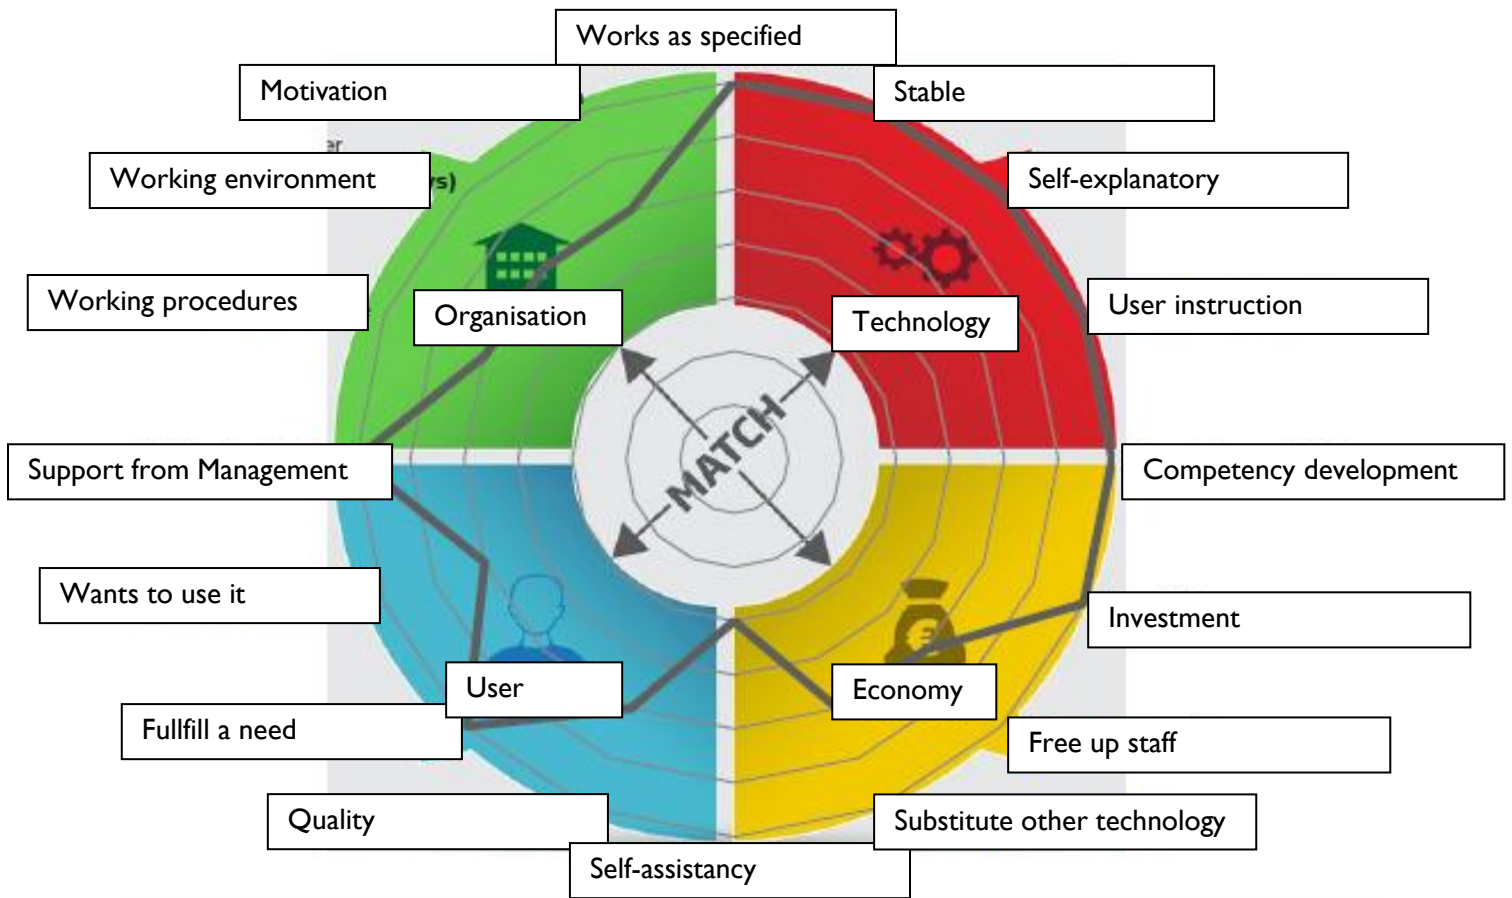 Works as specified
Motivation
Stable
er
Working environment
ys)
Self-explanatory
Working procedures
Organisation
Technology
User instruction
MATCH
Support from Management
Competency development
Wants to use it
Investment
€
User
Economy
Fullfill a need
Free up staff
Quality
Substitute other technology
Self-assistancy